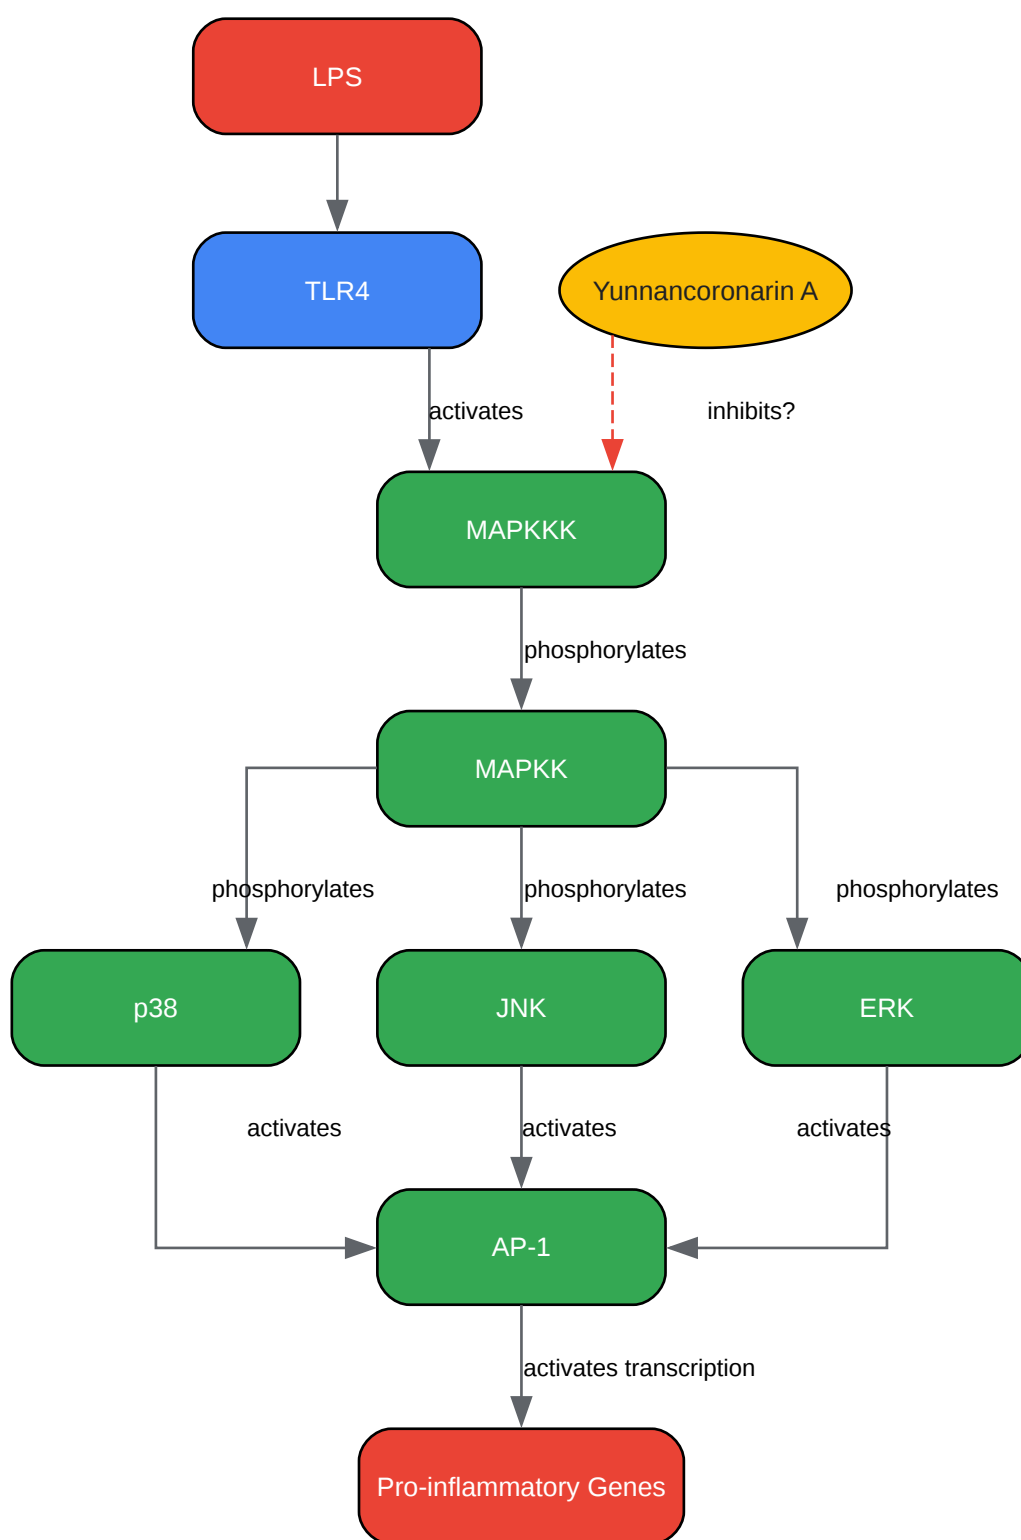 LPS
TLR4
Yunnancoronarin A
activates
inhibits?
MAPKKK
phosphorylates
MAPKK
phosphorylates
phosphorylates
phosphorylates
p38
JNK
ERK
activates
activates
activates
AP-1
activates transcription
Pro-inflammatory Genes